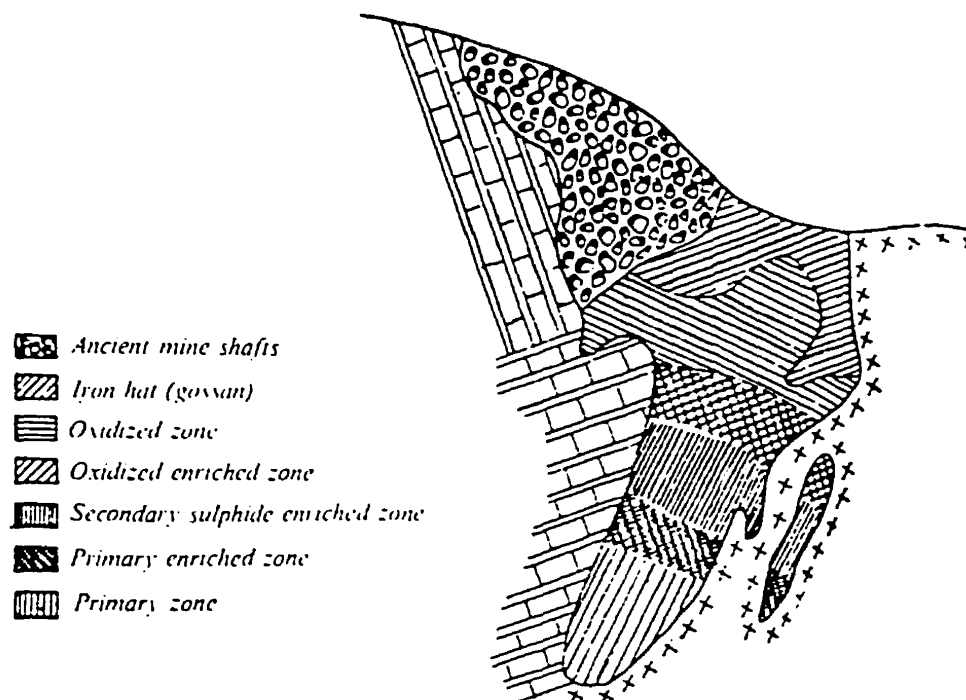 Ancient mine shafts
Iron hat (gossan)
Oxidized zone
Oxidized enriched zone
Secondary sulphide enriched zone
Primary enriched zone
Primary zone